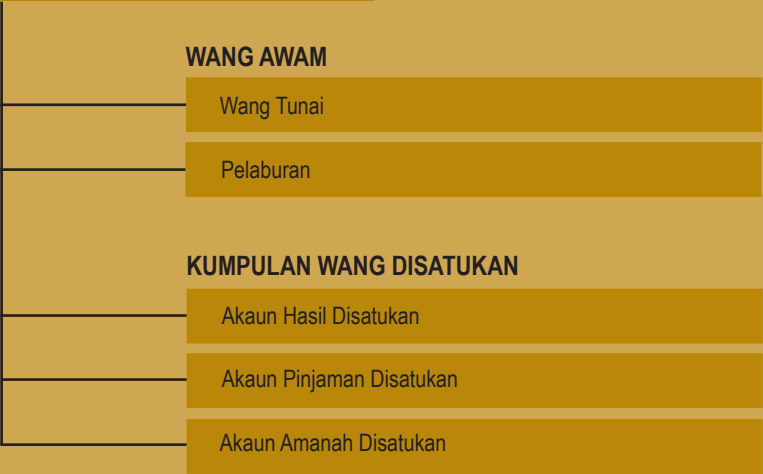 WANG AWAM
Wang Tunai
Pelaburan
KUMPULAN WANG DISATUKAN
Akaun Hasil Disatukan
Akaun Pinjaman Disatukan
Akaun Amanah Disatukan